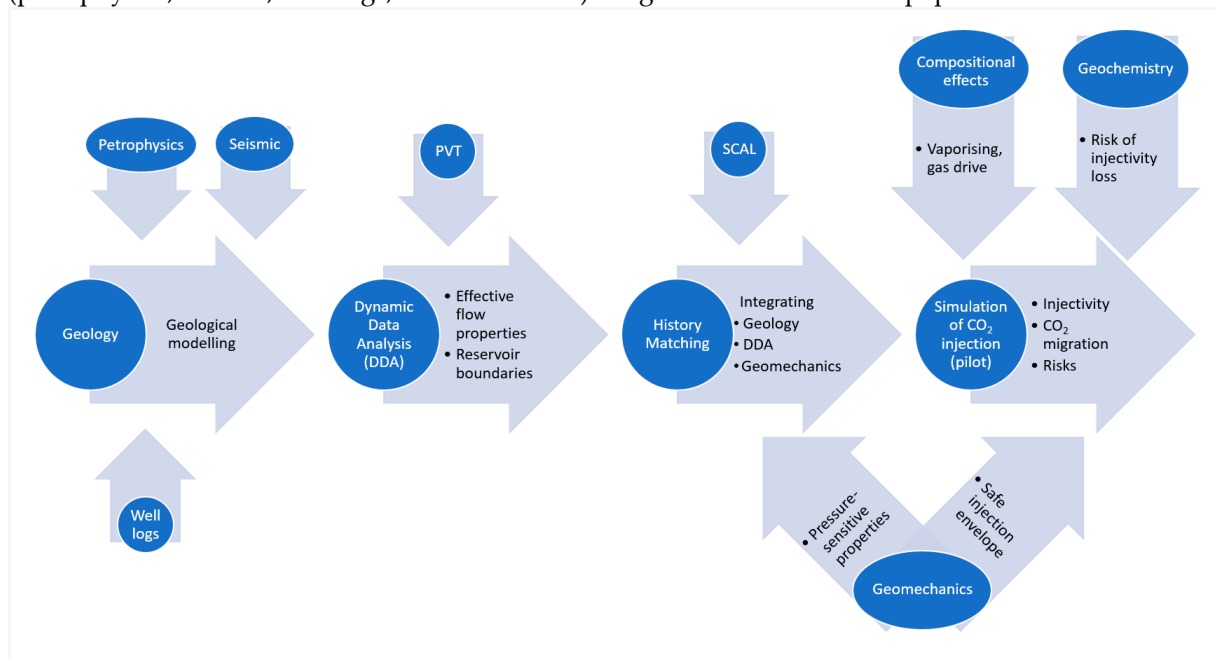 Compositional
effects
Geochemistry
Petrophysics
Seismic
PVT
SCAL
• Vaporising,
gas drive
• Risk of
injectivity
loss
Geology
Geological
modelling
Dynamic
Data
Analysis
(DDA)
• Effective
flow
properties
• Reservoir
boundaries
History
Matching
Integrating
• Geology
• DDA
• Geomechanics
Simulation
of CO₂
injection
(pilot)
• Injectivity
• CO₂
migration
• Risks
Well
logs
• Pressure-
sensitive
properties
• Safe
injection
envelope
Geomechanics